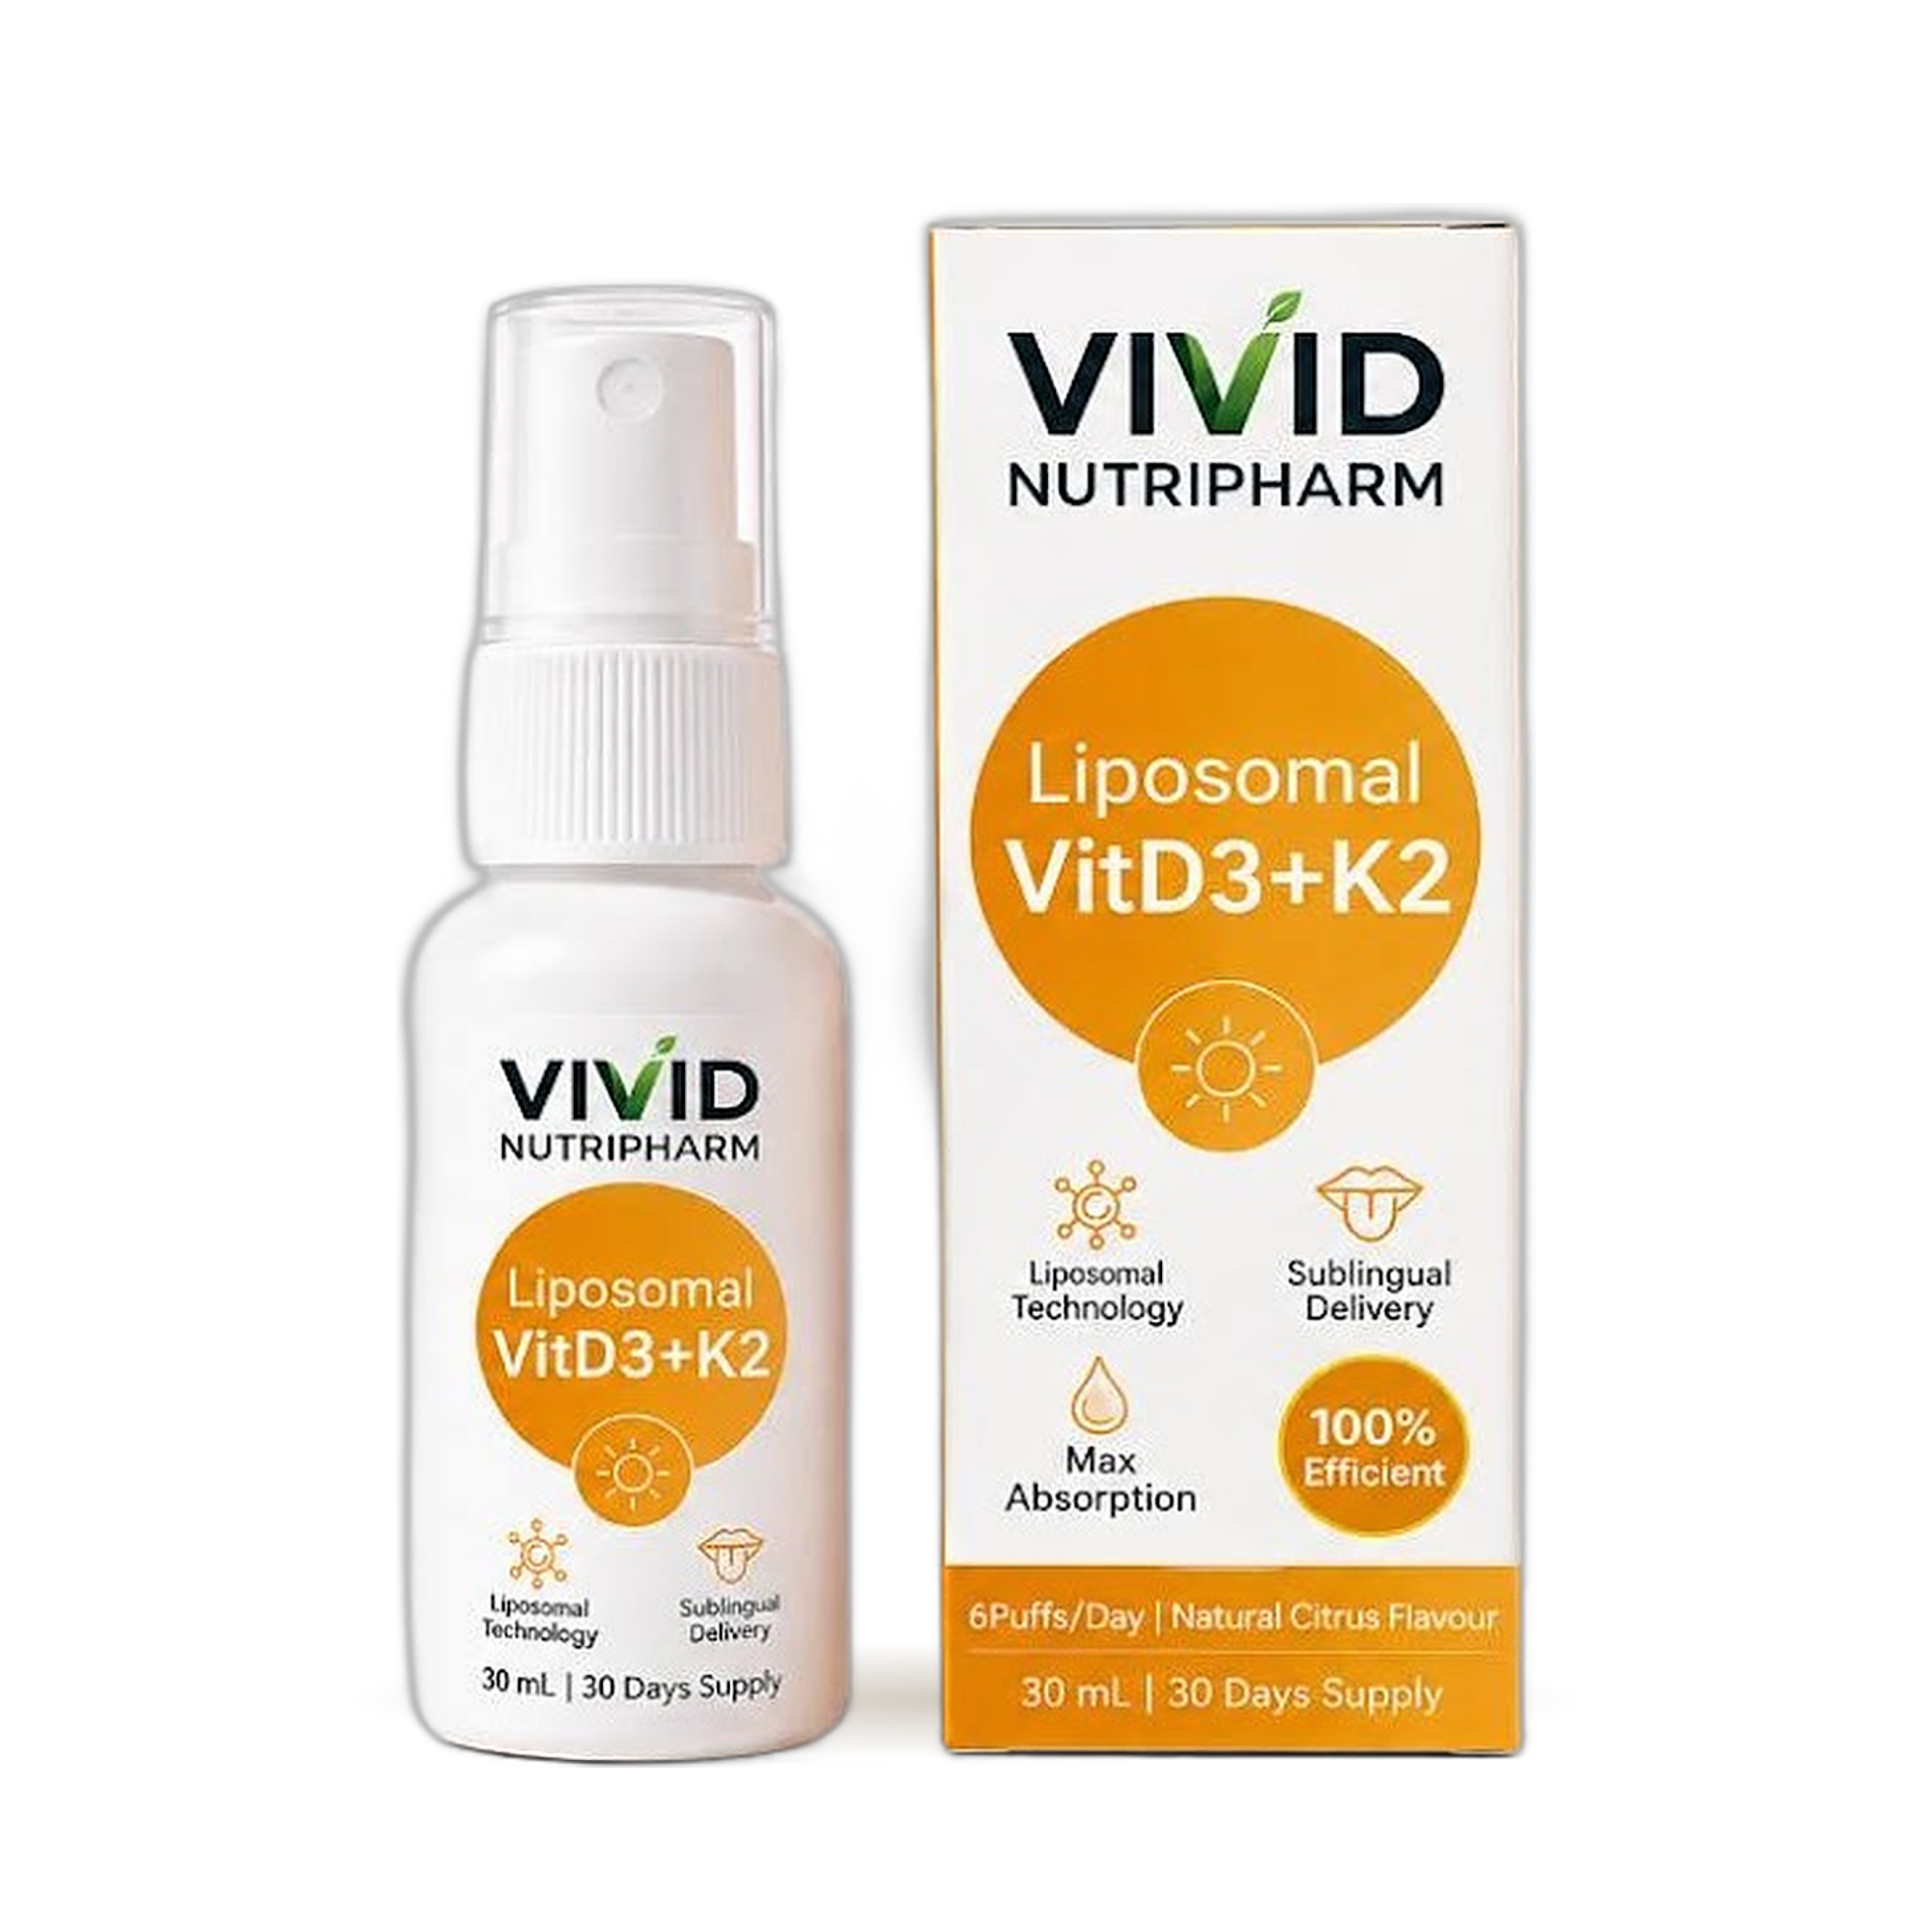 VIVID
NUTRIPHARM
Liposomal
VitD3+K2
Liposomal
Technology
Sublingual
Delivery
30 mL | 30 Days Supply
VIVID
NUTRIPHARM
Liposomal
VitD3+K2
Liposomal
Technology
Sublingual
Delivery
Max
Absorption
100%
Efficient
6Puffs/Day | Natural Citrus Flavour
30 mL | 30 Days Supply